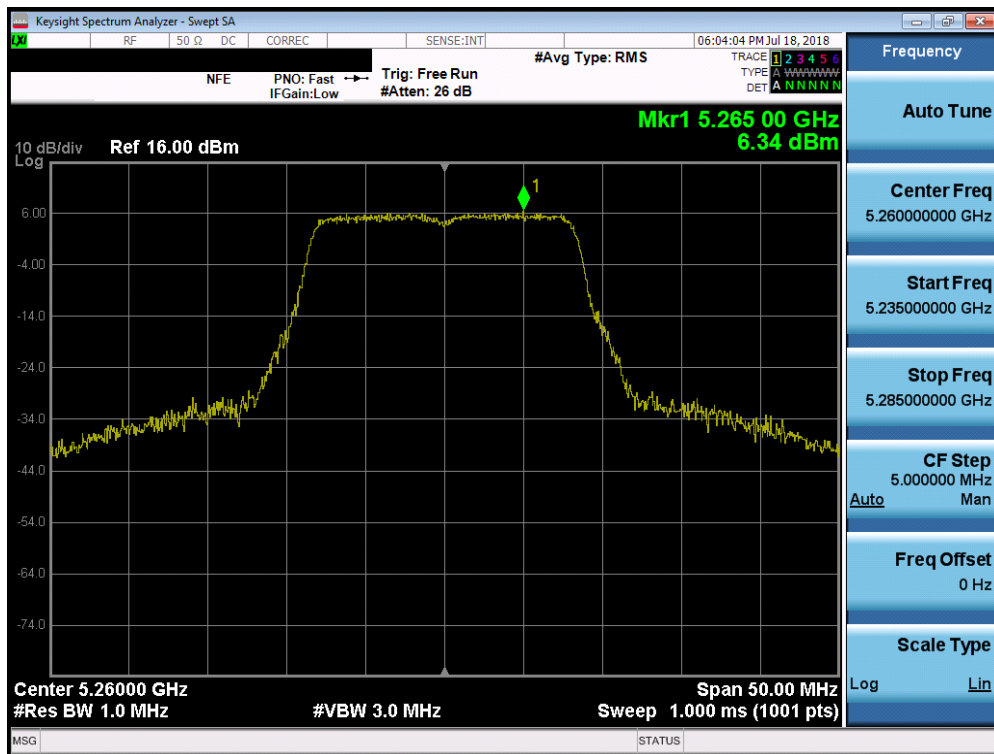 Keysight Spectrum Analyzer - Swept SA
LXI RF 50 Ω DC CORREC SENSE:INT 06:04:04 PM Jul 18, 2018
Frequency
#Avg Type: RMS
TRACE 1 2 3 4 5 6
TYPE A WWWWWW
DET A N N N N N
NFE
PNO: Fast
IFGain:Low
Trig: Free Run
#Atten: 26 dB
Mkr1 5.265 00 GHz
6.34 dBm
10 dB/div
Log
Ref 16.00 dBm
1
6.00
-4.00
-14.0
-24.0
-34.0
-44.0
-54.0
-64.0
-74.0
Center 5.26000 GHz
Span 50.00 MHz
#Res BW 1.0 MHz
#VBW 3.0 MHz
Sweep 1.000 ms (1001 pts)
MSG
STATUS
Auto Tune
Center Freq
5.260000000 GHz
Start Freq
5.235000000 GHz
Stop Freq
5.285000000 GHz
CF Step
5.000000 MHz
Auto Man
Freq Offset
0 Hz
Scale Type
Log Lin